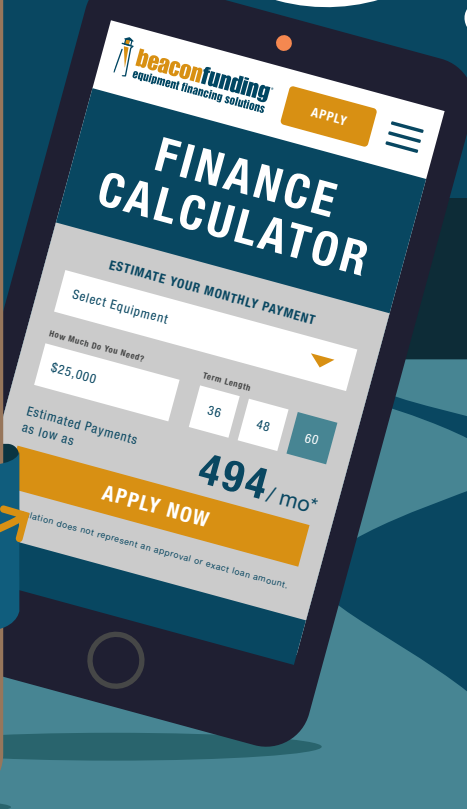 beaconfunding
equipment financing solutions
APPLY
FINANCE
CALCULATOR
ESTIMATE YOUR MONTHLY PAYMENT
Select Equipment
How Much Do You Need?
$25,000
Term Length
36 48 60
Estimated Payments
as low as
494/mo*
APPLY NOW
does not represent an approval or exact loan amount.